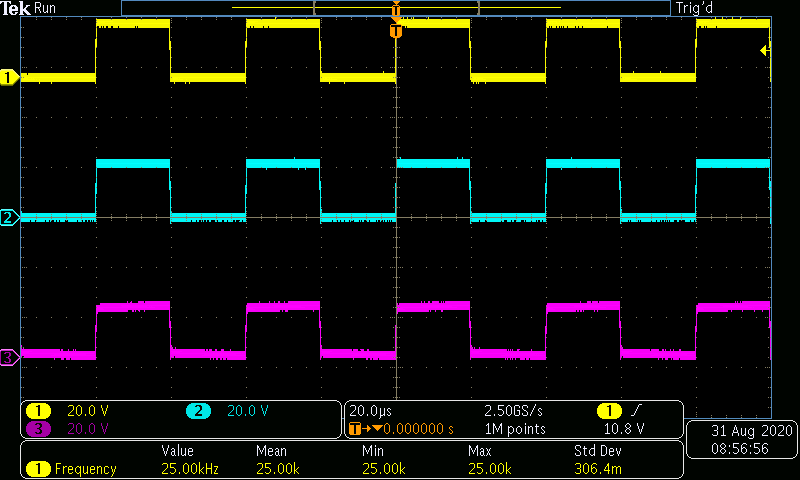 Tek Run Trig'd
T
T
1
2
3
1 20.0 V 2 20.0 V
3 20.0 V
20.0µs 2.50GS/s 1 10.8 V
T→▼0.000000 s 1M points
31 Aug 2020
08:56:56
Value Mean Min Max Std Dev
1 Frequency 25.00kHz 25.00k 25.00k 25.00k 306.4m